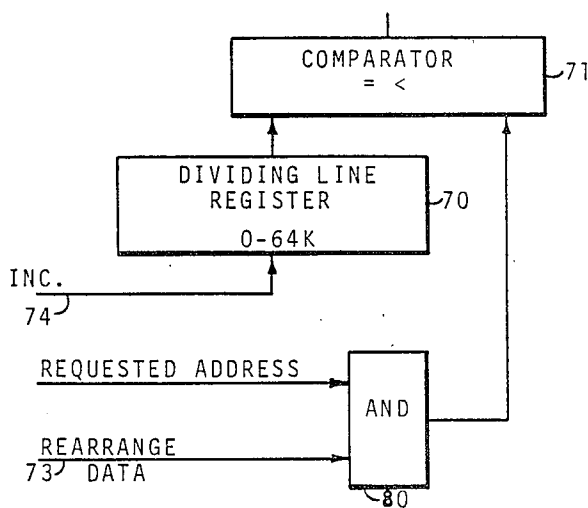 COMPARATOR
= <
71
DIVIDING LINE
REGISTER
0-64K
70
INC.
74
REQUESTED ADDRESS
AND
REARRANGE
73 DATA
80